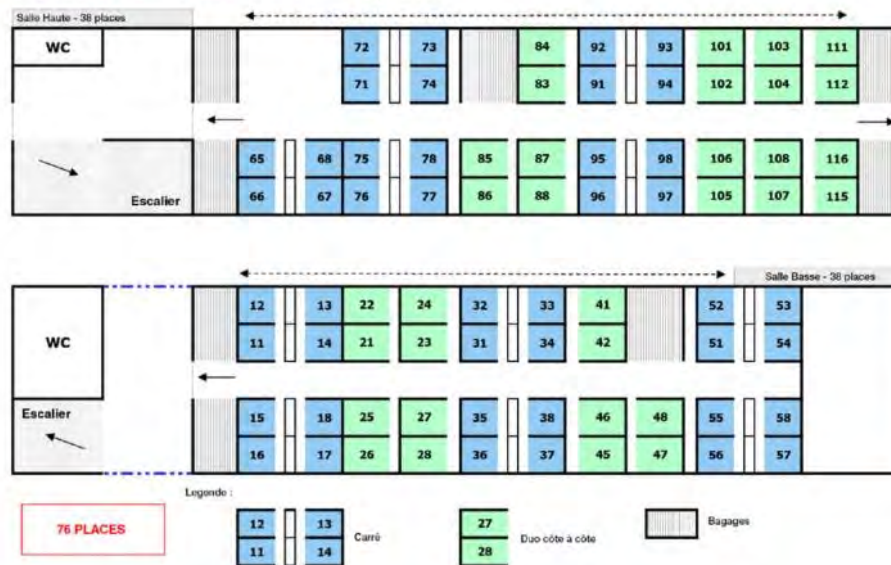 Salle Haute - 38 places
WC 72 73 84 92 93 101 103 111
71 74 83 91 94 102 104 112
65 68 75 78 85 87 95 98 106 108 116
Escalier 66 67 76 77 86 88 96 97 105 107 115
Salle Basse - 38 places
12 13 22 24 32 33 41 52 53
WC 11 14 21 23 31 34 42 51 54
Escalier 15 18 25 27 35 38 46 48 55 58
16 17 26 28 36 37 45 47 56 57
Legende :
76 PLACES
12 13 Carré 27 Duo côte à côte Bagages
11 14 28